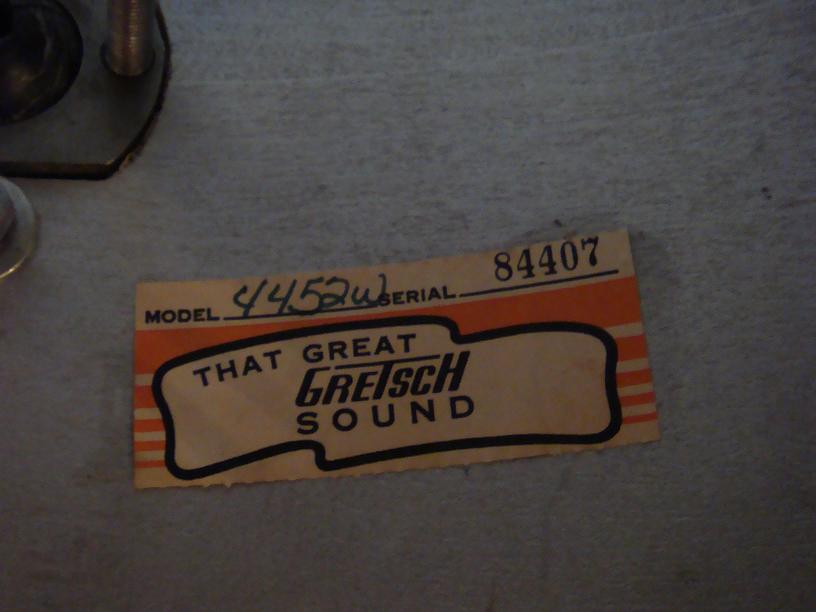 MODEL 4452W SERIAL 84407
THAT GREAT
GRETSCH
SOUND